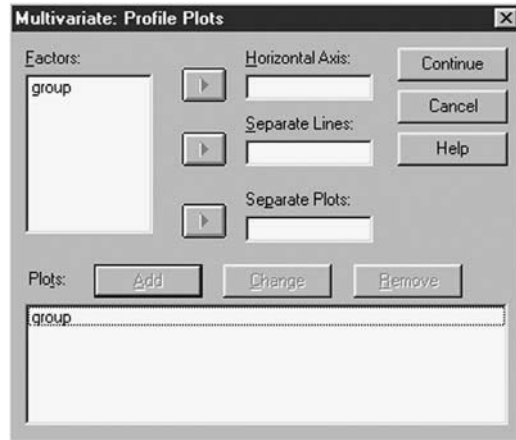 Multivariate: Profile Plots
Factors:
group
Horizontal Axis:
Separate Lines:
Separate Plots:
Continue
Cancel
Help
Plots:
Add
Change
Remove
group